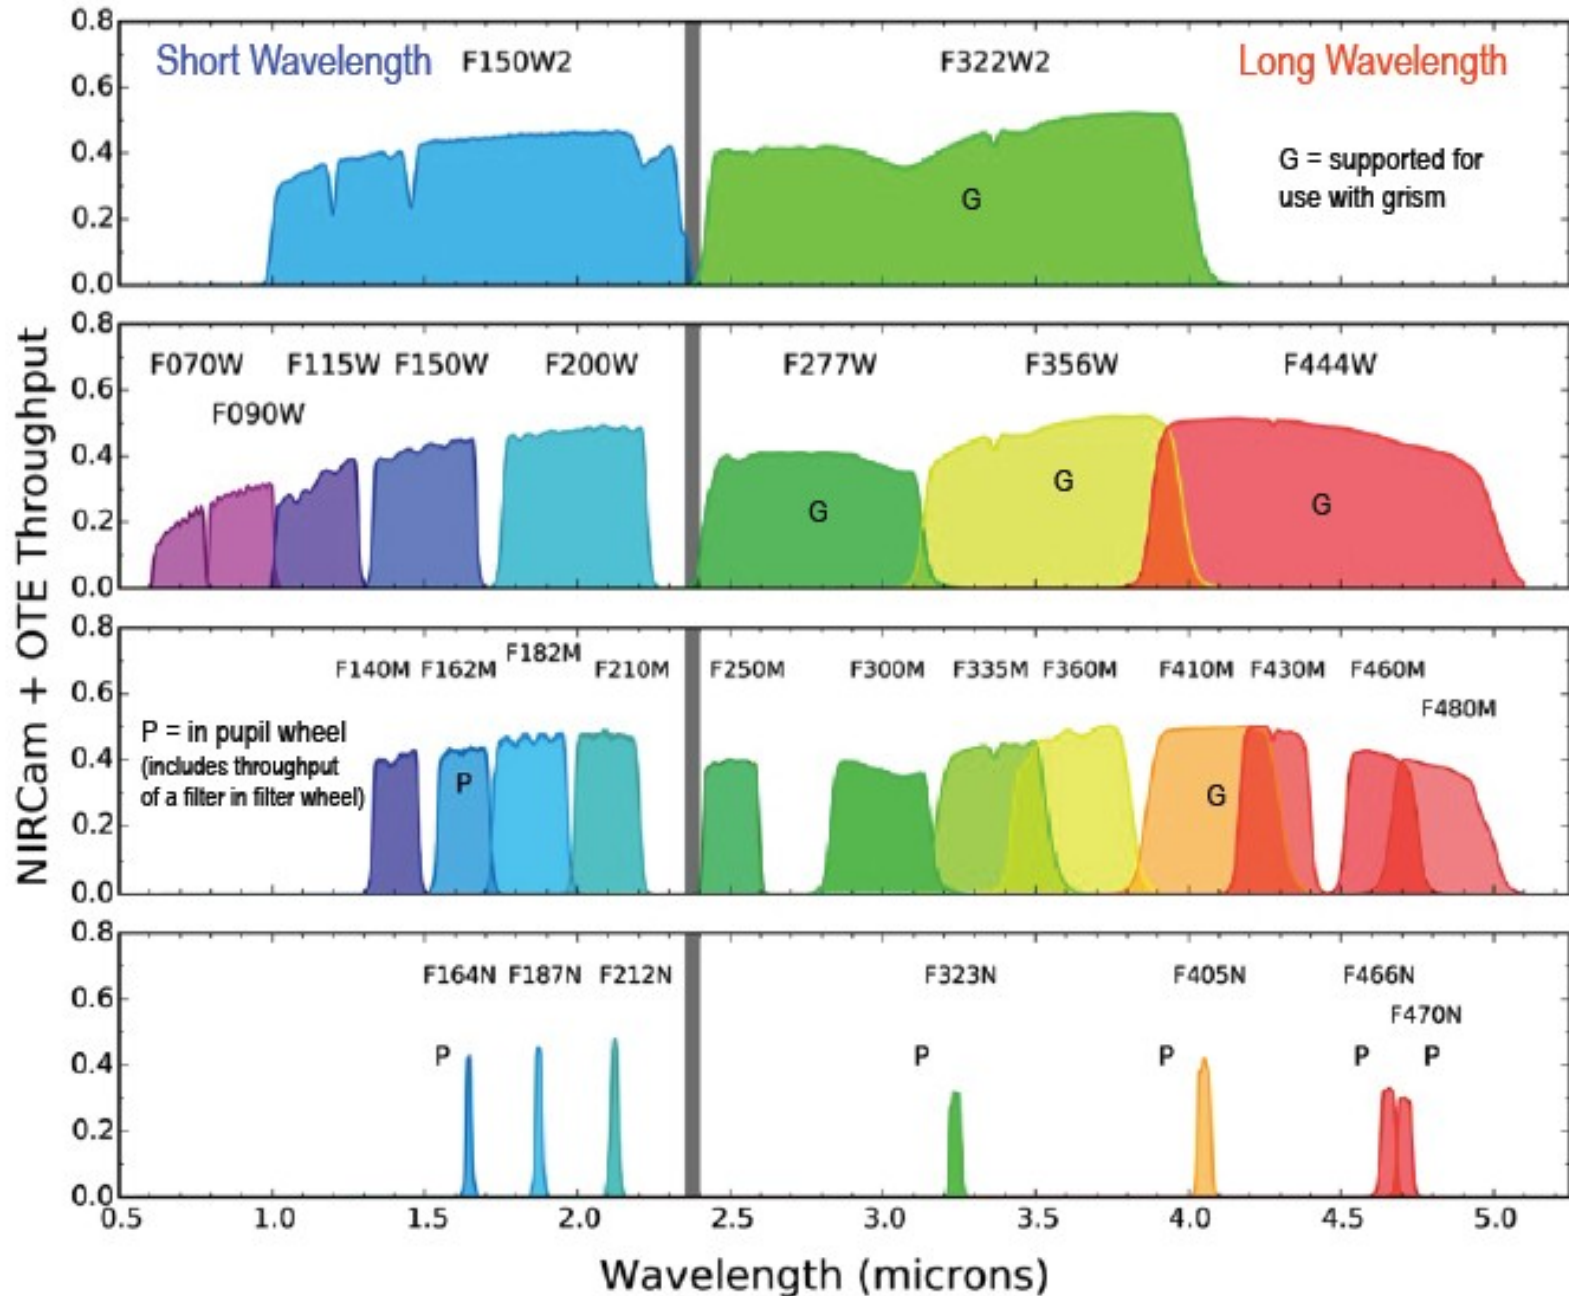 0.8
Short Wavelength F150W2 F322W2 Long Wavelength
0.6
0.4
G = supported for
use with grism
G
0.2
0.0
NIRCam + OTE Throughput
0.8
F070W F115W F150W F200W F277W F356W F444W
F090W
0.6
0.4
G G G
0.2
0.0
0.8
F140M F162M F182M F210M F250M F300M F335M F360M F410M F430M F460M
F480M
0.6
P = in pupil wheel
(includes throughput
of a filter in filter wheel)
0.4
P G
0.2
0.0
0.8
F164N F187N F212N F323N F405N F466N
F470N
0.6
0.4
P P P P P
0.2
0.0
0.5 1.0 1.5 2.0 2.5 3.0 3.5 4.0 4.5 5.0
Wavelength (microns)